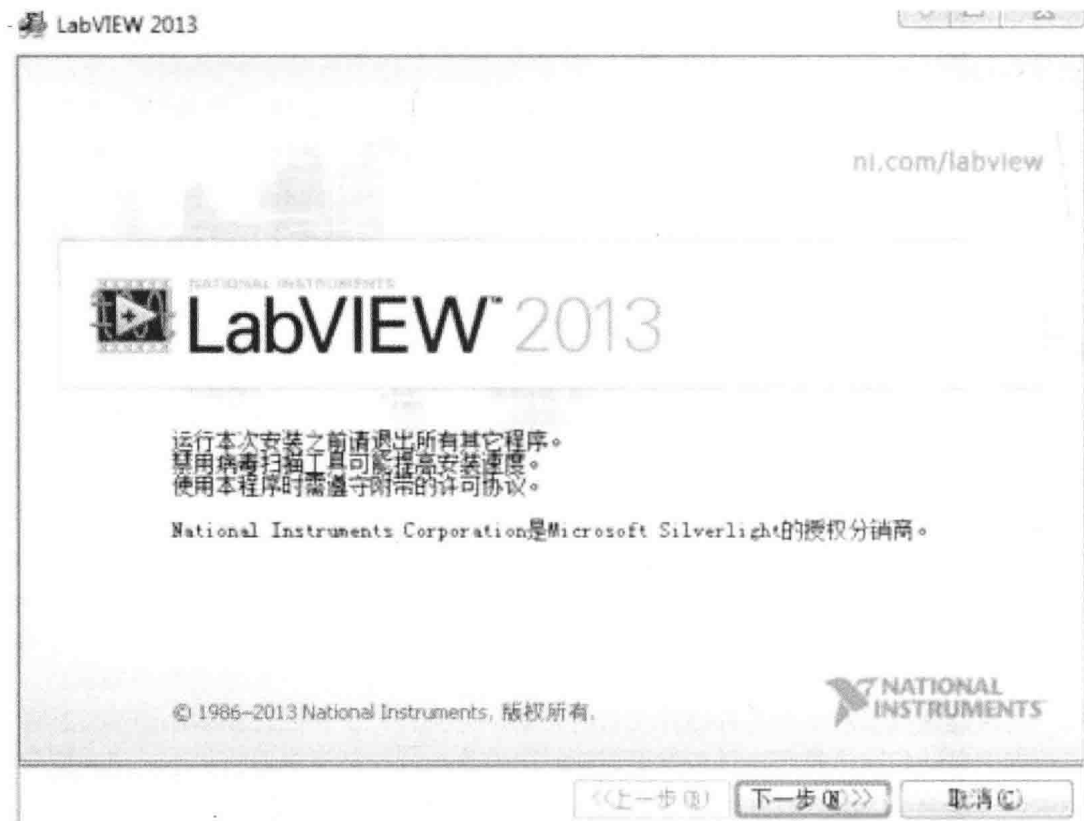 LabVIEW 2013
ni.com/labview
NATIONAL INSTRUMENTS
LabVIEW™ 2013
运行本次安装之前请退出所有其它程序。
禁用病毒扫描工具可能提高安装速度。
使用本程序时需遵守附带的许可协议。
National Instruments Corporation是Microsoft Silverlight的授权分销商。
NATIONAL
INSTRUMENTS
© 1986–2013 National Instruments, 版权所有.
<<上一步(B) 下一步(N)>> 取消(C)